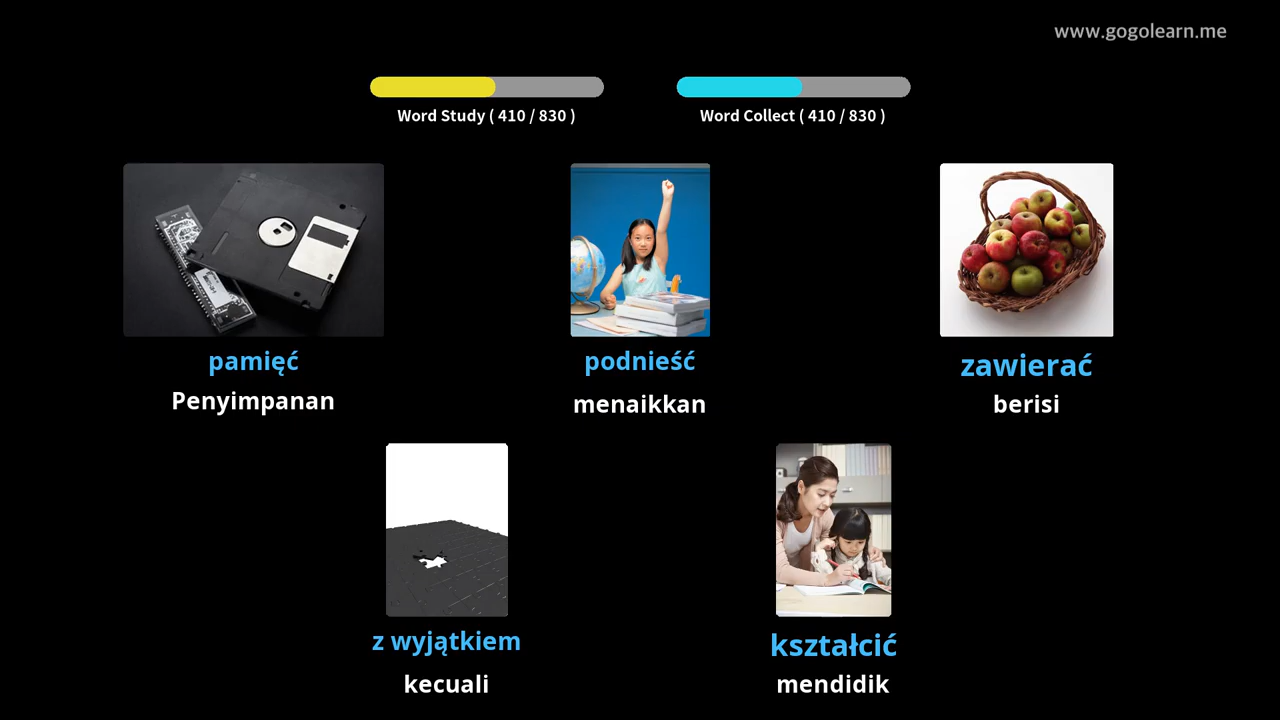 www.gogolearn.me
Word Study ( 410 / 830 )
Word Collect ( 410 / 830 )
pamięć
Penyimpanan
podnieść
menaikkan
zawierać
berisi
z wyjątkiem
kecuali
kształcić
mendidik